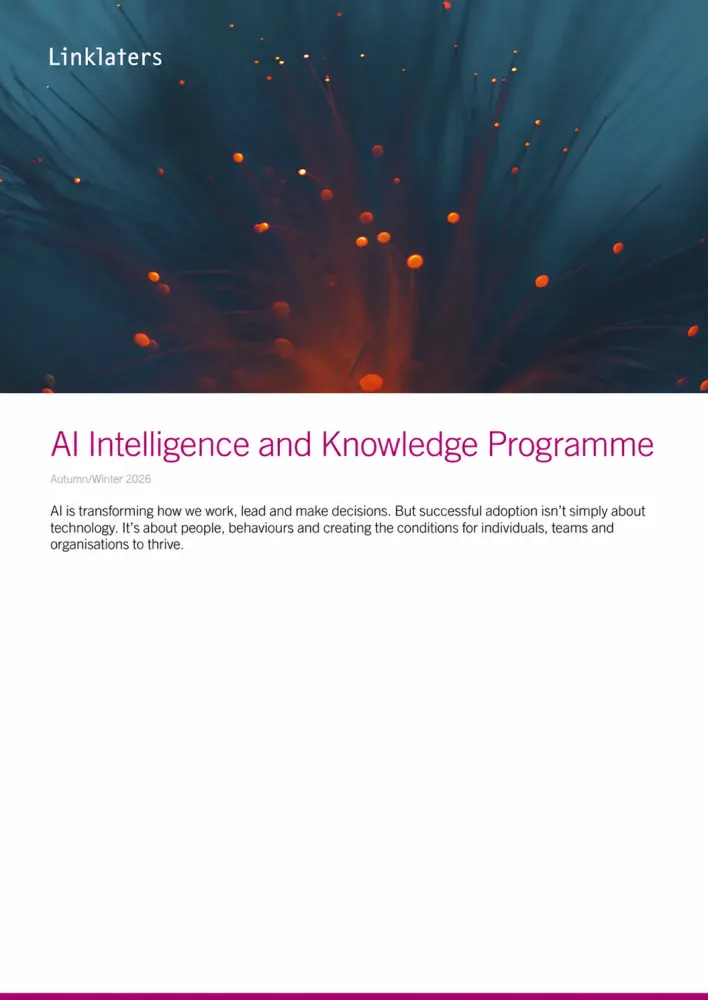 Linklaters
AI Intelligence and Knowledge Programme
Autumn/Winter 2026
AI is transforming how we work, lead and make decisions. But successful adoption isn't simply about
technology. It's about people, behaviours and creating the conditions for individuals, teams and
organisations to thrive.